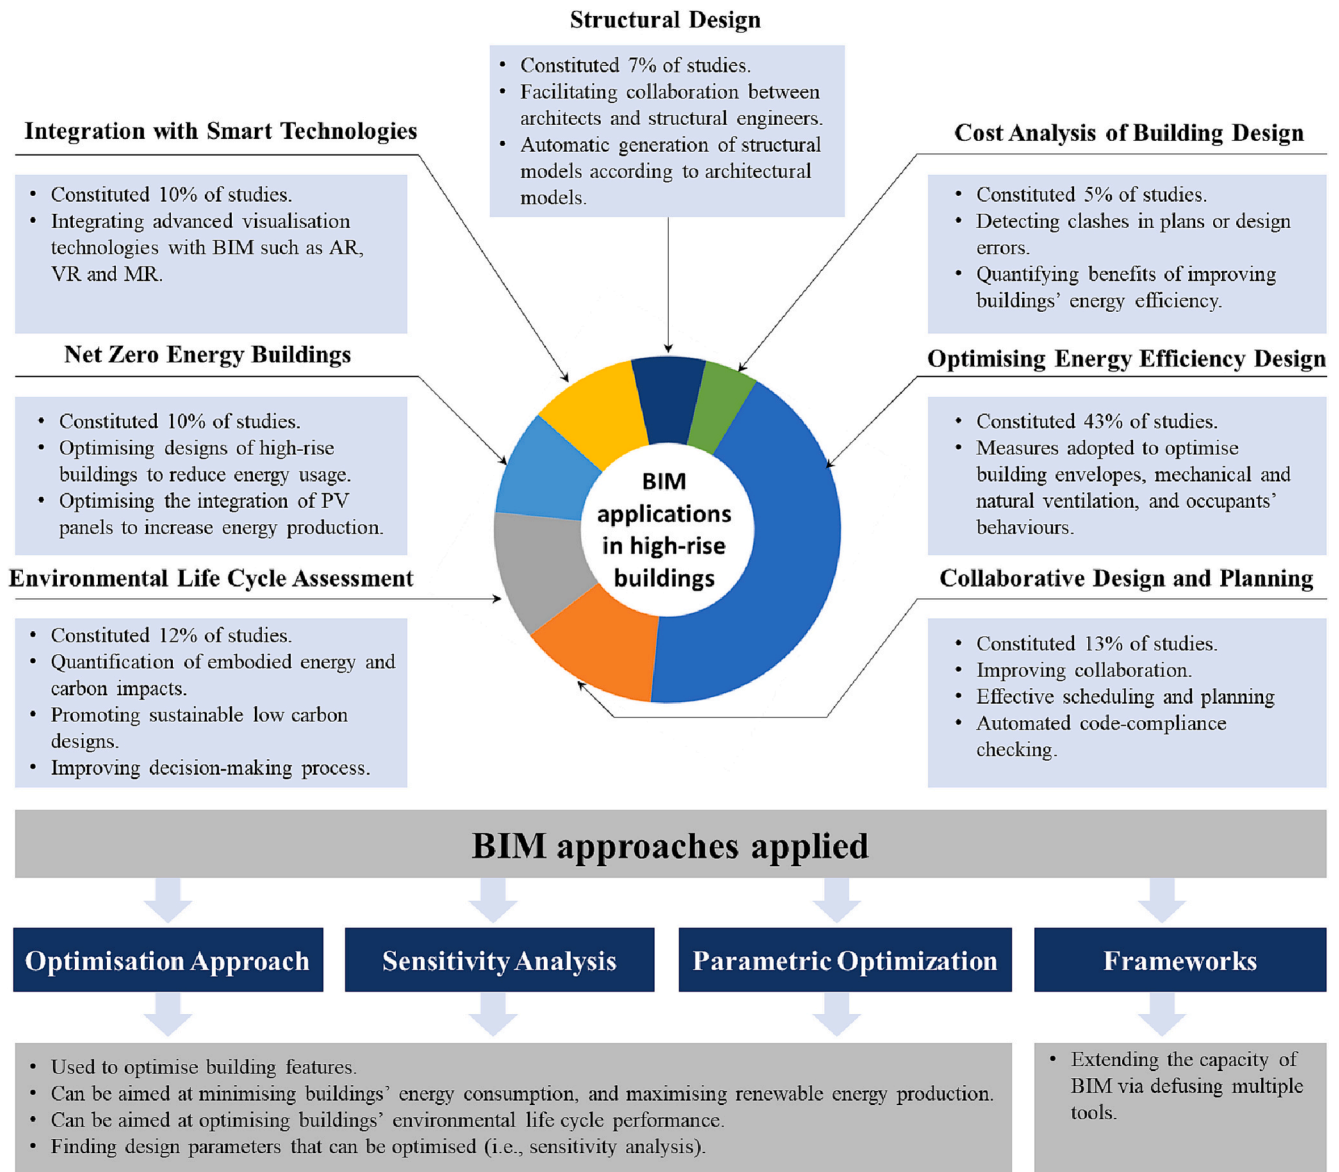 Structural Design
• Constituted 7% of studies.
• Facilitating collaboration between
architects and structural engineers.
• Automatic generation of structural
models according to architectural
models.
Integration with Smart Technologies
• Constituted 10% of studies.
• Integrating advanced visualisation
technologies with BIM such as AR,
VR and MR.
Cost Analysis of Building Design
• Constituted 5% of studies.
• Detecting clashes in plans or design
errors.
• Quantifying benefits of improving
buildings’ energy efficiency.
Net Zero Energy Buildings
• Constituted 10% of studies.
• Optimising designs of high-rise
buildings to reduce energy usage.
• Optimising the integration of PV
panels to increase energy production.
Optimising Energy Efficiency Design
• Constituted 43% of studies.
• Measures adopted to optimise
building envelopes, mechanical and
natural ventilation, and occupants’
behaviours.
BIM
applications
in high-rise
buildings
Environmental Life Cycle Assessment
• Constituted 12% of studies.
• Quantification of embodied energy and
carbon impacts.
• Promoting sustainable low carbon
designs.
• Improving decision-making process.
Collaborative Design and Planning
• Constituted 13% of studies.
• Improving collaboration.
• Effective scheduling and planning
• Automated code-compliance
checking.
BIM approaches applied
Optimisation Approach
Sensitivity Analysis
Parametric Optimization
Frameworks
• Used to optimise building features.
• Can be aimed at minimising buildings’ energy consumption, and maximising renewable energy production.
• Can be aimed at optimising buildings’ environmental life cycle performance.
• Finding design parameters that can be optimised (i.e., sensitivity analysis).
• Extending the capacity of
BIM via defusing multiple
tools.